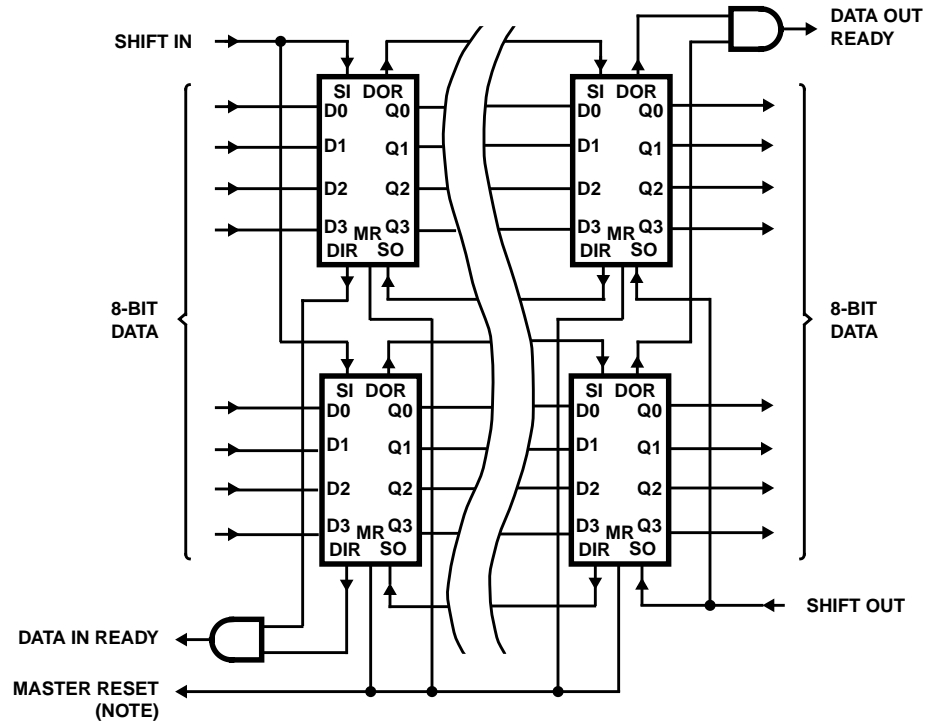 SHIFT IN
DATA OUT
READY
SI DOR
D0 Q0
D1 Q1
D2 Q2
D3 MR Q3
DIR SO
SI DOR
D0 Q0
D1 Q1
D2 Q2
D3 MR Q3
DIR SO
8-BIT
DATA
8-BIT
DATA
SI DOR
D0 Q0
D1 Q1
D2 Q2
D3 MR Q3
DIR SO
SI DOR
D0 Q0
D1 Q1
D2 Q2
D3 MR Q3
DIR SO
SHIFT OUT
DATA IN READY
MASTER RESET
(NOTE)